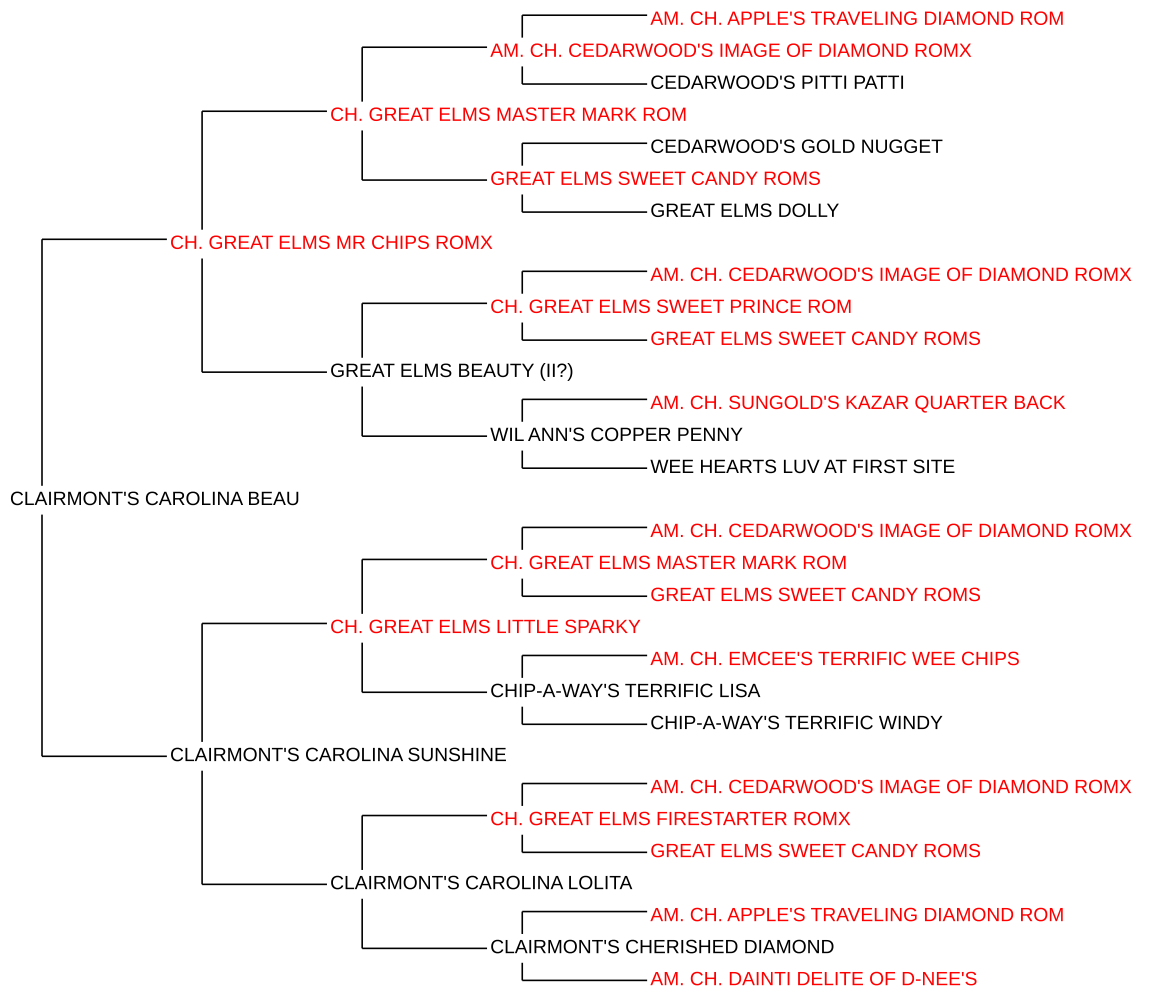 AM. CH. APPLE'S TRAVELING DIAMOND ROM
AM. CH. CEDARWOOD'S IMAGE OF DIAMOND ROMX
CEDARWOOD'S PITTI PATTI
CH. GREAT ELMS MASTER MARK ROM
CEDARWOOD'S GOLD NUGGET
GREAT ELMS SWEET CANDY ROMS
GREAT ELMS DOLLY
CH. GREAT ELMS MR CHIPS ROMX
AM. CH. CEDARWOOD'S IMAGE OF DIAMOND ROMX
CH. GREAT ELMS SWEET PRINCE ROM
GREAT ELMS SWEET CANDY ROMS
GREAT ELMS BEAUTY (II?)
AM. CH. SUNGOLD'S KAZAR QUARTER BACK
WIL ANN'S COPPER PENNY
WEE HEARTS LUV AT FIRST SITE
CLAIRMONT'S CAROLINA BEAU
AM. CH. CEDARWOOD'S IMAGE OF DIAMOND ROMX
CH. GREAT ELMS MASTER MARK ROM
GREAT ELMS SWEET CANDY ROMS
CH. GREAT ELMS LITTLE SPARKY
AM. CH. EMCEE'S TERRIFIC WEE CHIPS
CHIP-A-WAY'S TERRIFIC LISA
CHIP-A-WAY'S TERRIFIC WINDY
CLAIRMONT'S CAROLINA SUNSHINE
AM. CH. CEDARWOOD'S IMAGE OF DIAMOND ROMX
CH. GREAT ELMS FIRESTARTER ROMX
GREAT ELMS SWEET CANDY ROMS
CLAIRMONT'S CAROLINA LOLITA
AM. CH. APPLE'S TRAVELING DIAMOND ROM
CLAIRMONT'S CHERISHED DIAMOND
AM. CH. DAINTI DELITE OF D-NEE'S